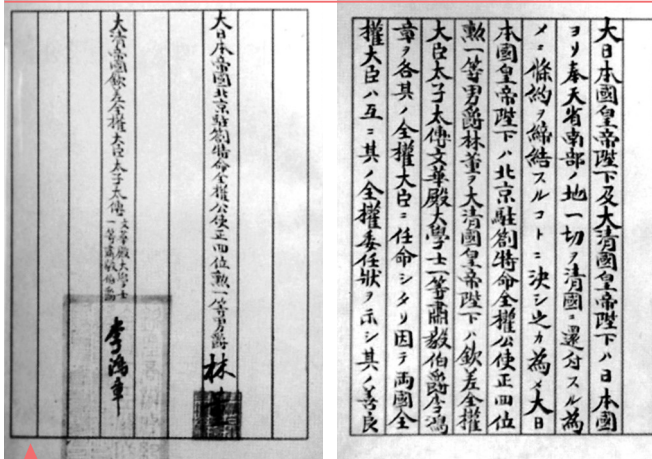 大日本國皇帝陛下及大清國皇帝陛下ハ日本國
ヨリ奉天省南部ノ地一切ヲ清國ニ還付スル為
メニ條約ヲ締結スルコトニ決シ之カ為メ大日
本國皇帝陛下ハ北京駐劄特命全權公使正四位
勲一等男爵林董ヲ大清國皇帝陛下ハ欽差全權
大臣太子太傅文華殿大學士一等肅毅伯爵李鴻
章ヲ各其ノ全權大臣ニ任命シタリ因テ両國全
權大臣ハ互ニ其ノ全權委任狀ヲ示シ其ノ善良
大日本帝國北京駐劄特命全權公使正四位勲一等男爵 林董
大清帝國欽差全權大臣太子太傅文華殿大學士
一等肅毅伯爵 李鴻章